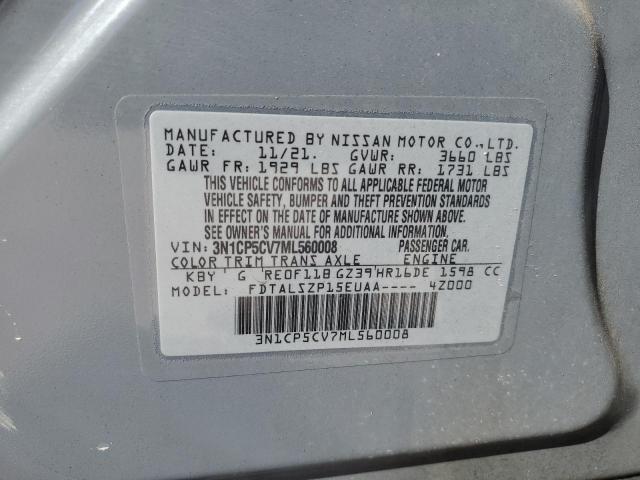 MANUFACTURED BY NISSAN MOTOR CO.,LTD.
DATE: 11/21. GVWR: 3660 LBS
GAWR FR: 1929 LBS GAWR RR: 1731 LBS
THIS VEHICLE CONFORMS TO ALL APPLICABLE FEDERAL MOTOR
VEHICLE SAFETY, BUMPER AND THEFT PREVENTION STANDARDS
IN EFFECT ON THE DATE OF MANUFACTURE SHOWN ABOVE.
SEE OWNER'S MANUAL FOR ADDITIONAL INFORMATION.
VIN: 3N1CP5CV7ML560008 PASSENGER CAR.
COLOR TRIM TRANS AXLE ENGINE
KBY G RE0F11B GZ39 HR16DE 1598 CC
MODEL: FDTALSZP15EUAA---- 4Z000
3N1CP5CV7ML560008